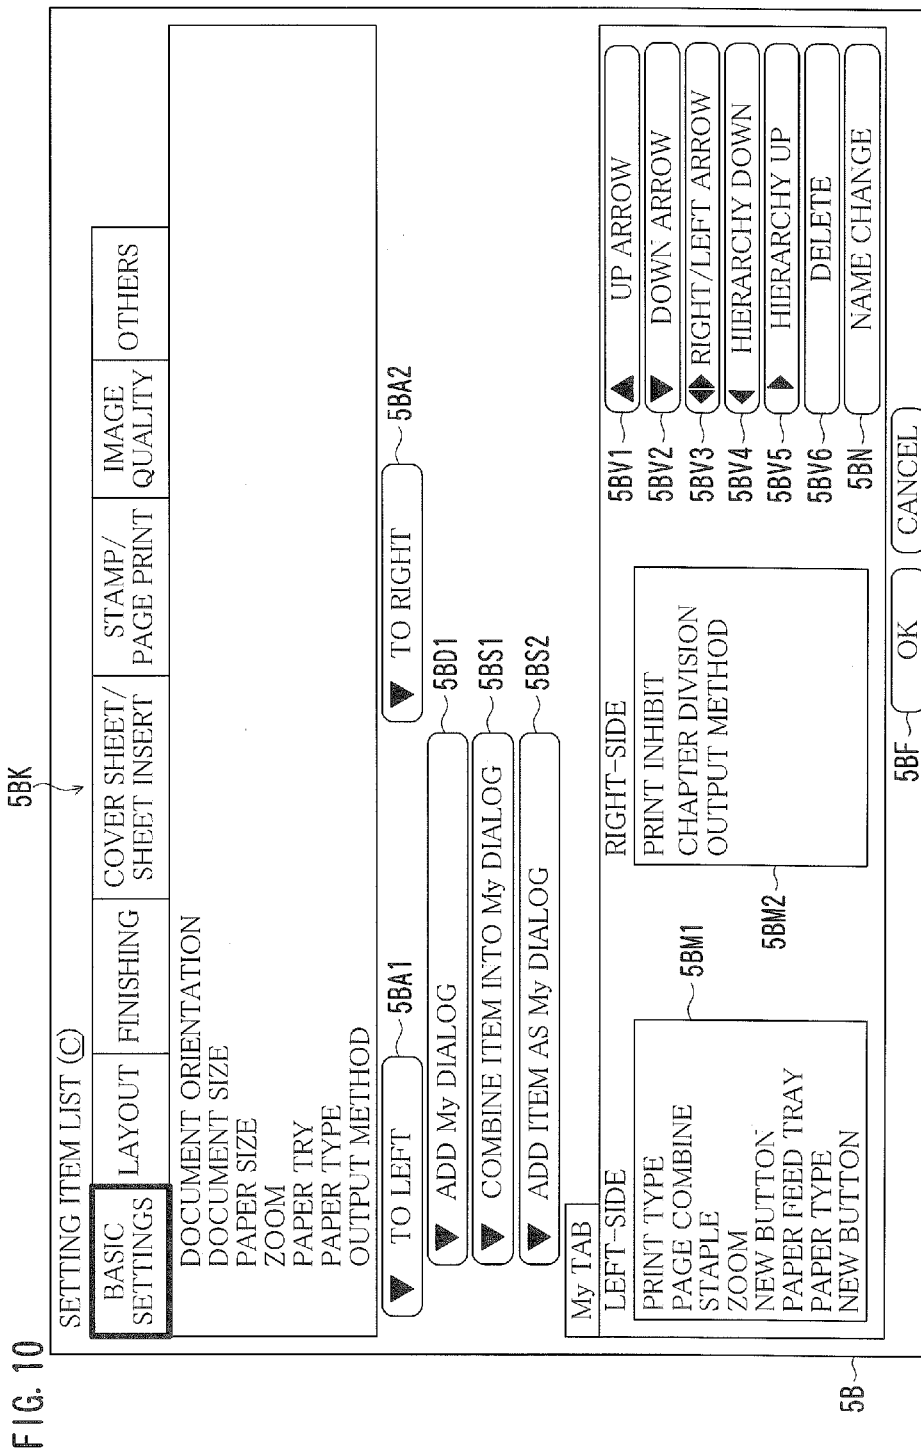 FIG. 10
5BK
SETTING ITEM LIST (C)
BASIC
SETTINGS
LAYOUT
FINISHING
COVER SHEET/
SHEET INSERT
STAMP/
PAGE PRINT
IMAGE
QUALITY
OTHERS
DOCUMENT ORIENTATION
DOCUMENT SIZE
PAPER SIZE
ZOOM
PAPER TRY
PAPER TYPE
OUTPUT METHOD
▼ TO LEFT
5BA1
▼ TO RIGHT
5BA2
▼ ADD My DIALOG
5BD1
▼ COMBINE ITEM INTO My DIALOG
5BS1
▼ ADD ITEM AS My DIALOG
5BS2
My TAB
LEFT-SIDE
PRINT TYPE
PAGE COMBINE
STAPLE
ZOOM
NEW BUTTON
PAPER FEED TRAY
PAPER TYPE
NEW BUTTON
5BM1
RIGHT-SIDE
PRINT INHIBIT
CHAPTER DIVISION
OUTPUT METHOD
5BM2
5BV1
UP ARROW
5BV2
DOWN ARROW
5BV3
RIGHT/LEFT ARROW
5BV4
HIERARCHY DOWN
5BV5
HIERARCHY UP
5BV6
DELETE
5BN
NAME CHANGE
5B
5BF
OK
CANCEL